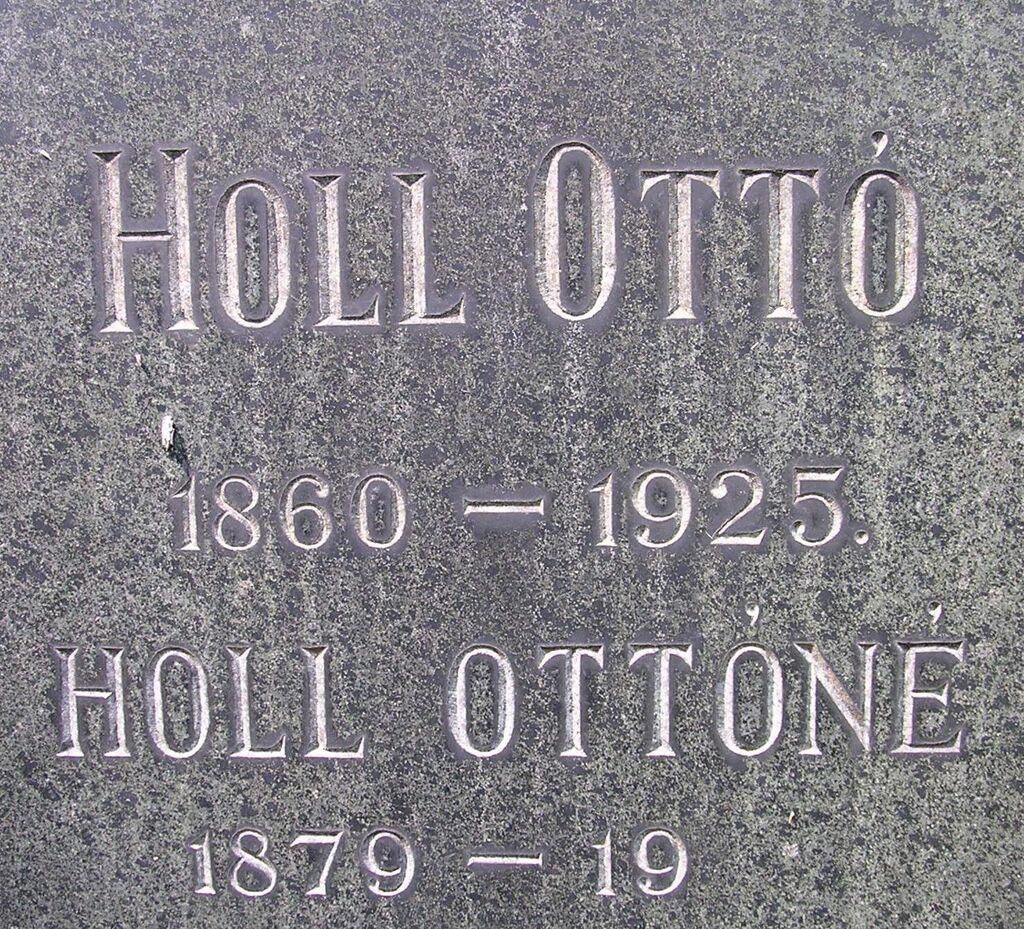 HOLL OTTÓ
1860 — 1925.
HOLL OTTÓNÉ
1879 — 19